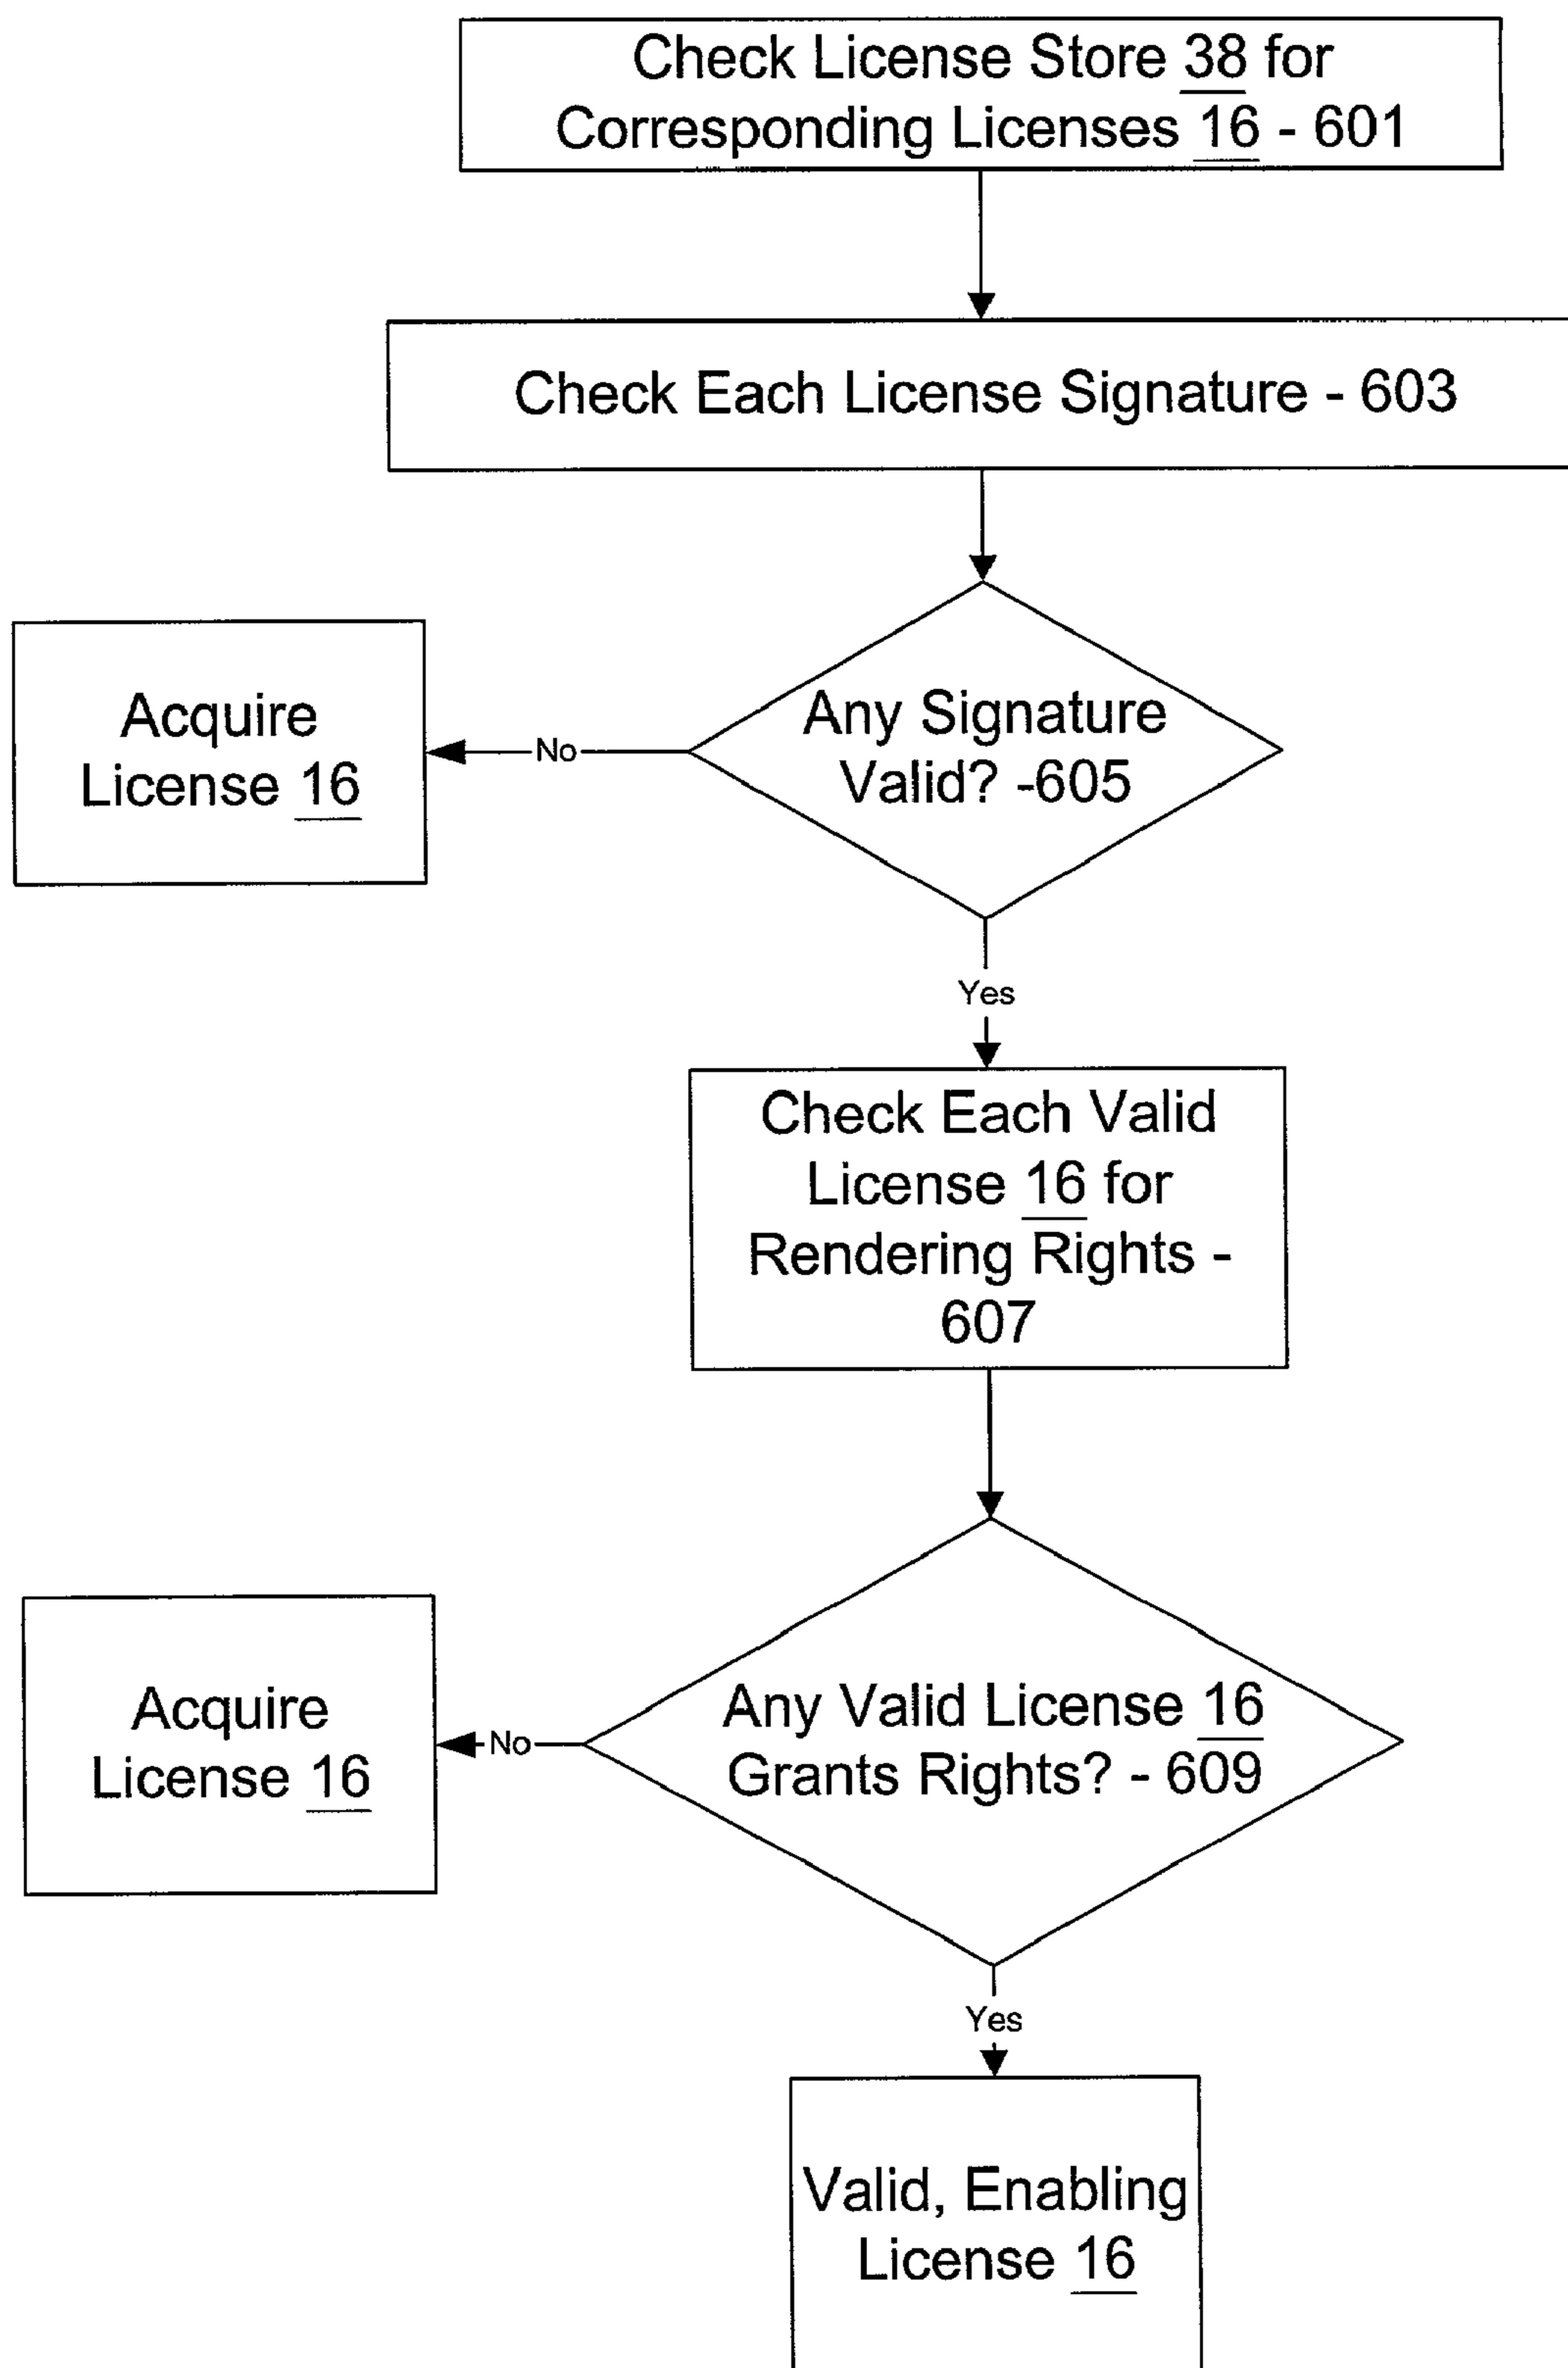 Check License Store 38 for
Corresponding Licenses 16 - 601
Check Each License Signature - 603
Any Signature
Valid? -605
No
Acquire
License 16
Yes
Check Each Valid
License 16 for
Rendering Rights -
607
Any Valid License 16
Grants Rights? - 609
No
Acquire
License 16
Yes
Valid, Enabling
License 16